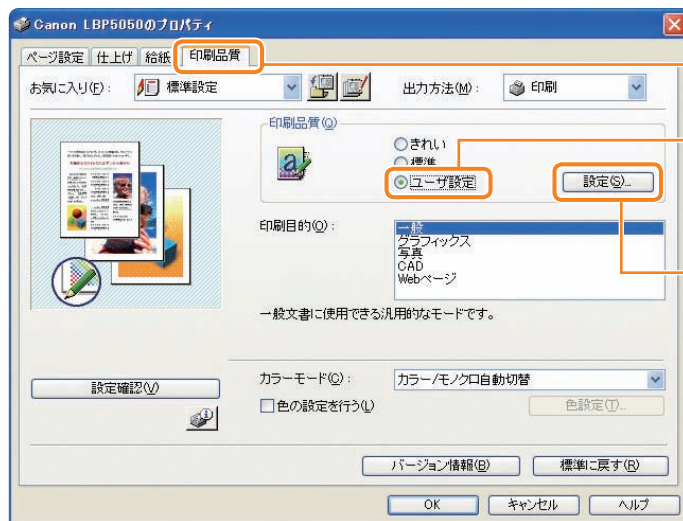 Canon LBP5050のプロパティ
ページ設定 仕上げ 給紙 印刷品質
お気に入り(F): 標準設定 出力方法(M): 印刷
印刷品質(Q)
きれい
標準
ユーザ設定 設定(S)...
印刷目的(O): 一般
グラフィックス
写真
CAD
Webページ
一般文書に使用できる汎用的なモードです。
設定確認(V)
カラーモード(C): カラー/モノクロ自動切替
色の設定を行う(L) 色設定(T)...
バージョン情報(B) 標準に戻す(R)
OK キャンセル ヘルプ